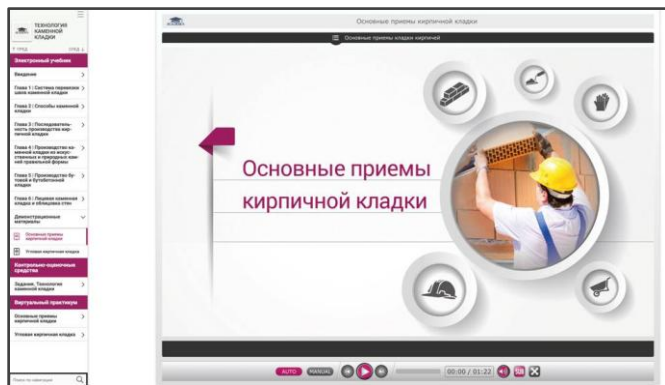 ТЕХНОЛОГИЯ
КАМЕННОЙ
КЛАДКИ
Электронный учебник
Введение
Глава 1 | Система перевязки
швов каменной кладки
Глава 2 | Способы каменной
кладки
Глава 3 | Последователь-
ность производства кир-
пичной кладки
Глава 4 | Производство ка-
менной кладки из искус-
ственных и природных кам-
ней правильной формы
Глава 5 | Производство бу-
товой и бутобетонной
кладки
Глава 6 | Лицевая каменная
кладка и облицовка стен
Демонстрационные
материалы
Основные приемы
кирпичной кладки
Угловая кирпичная кладка
Контрольно-оценочные
средства
Задание. Технология
каменной кладки
Виртуальный практикум
Основные приемы
кирпичной кладки
Угловая кирпичная кладка
Поиск по навигации
Основные приемы кирпичной кладки
Основные приемы кладки кирпичей
Основные приемы
кирпичной кладки
AUTO
MANUAL
00:00 / 01:22